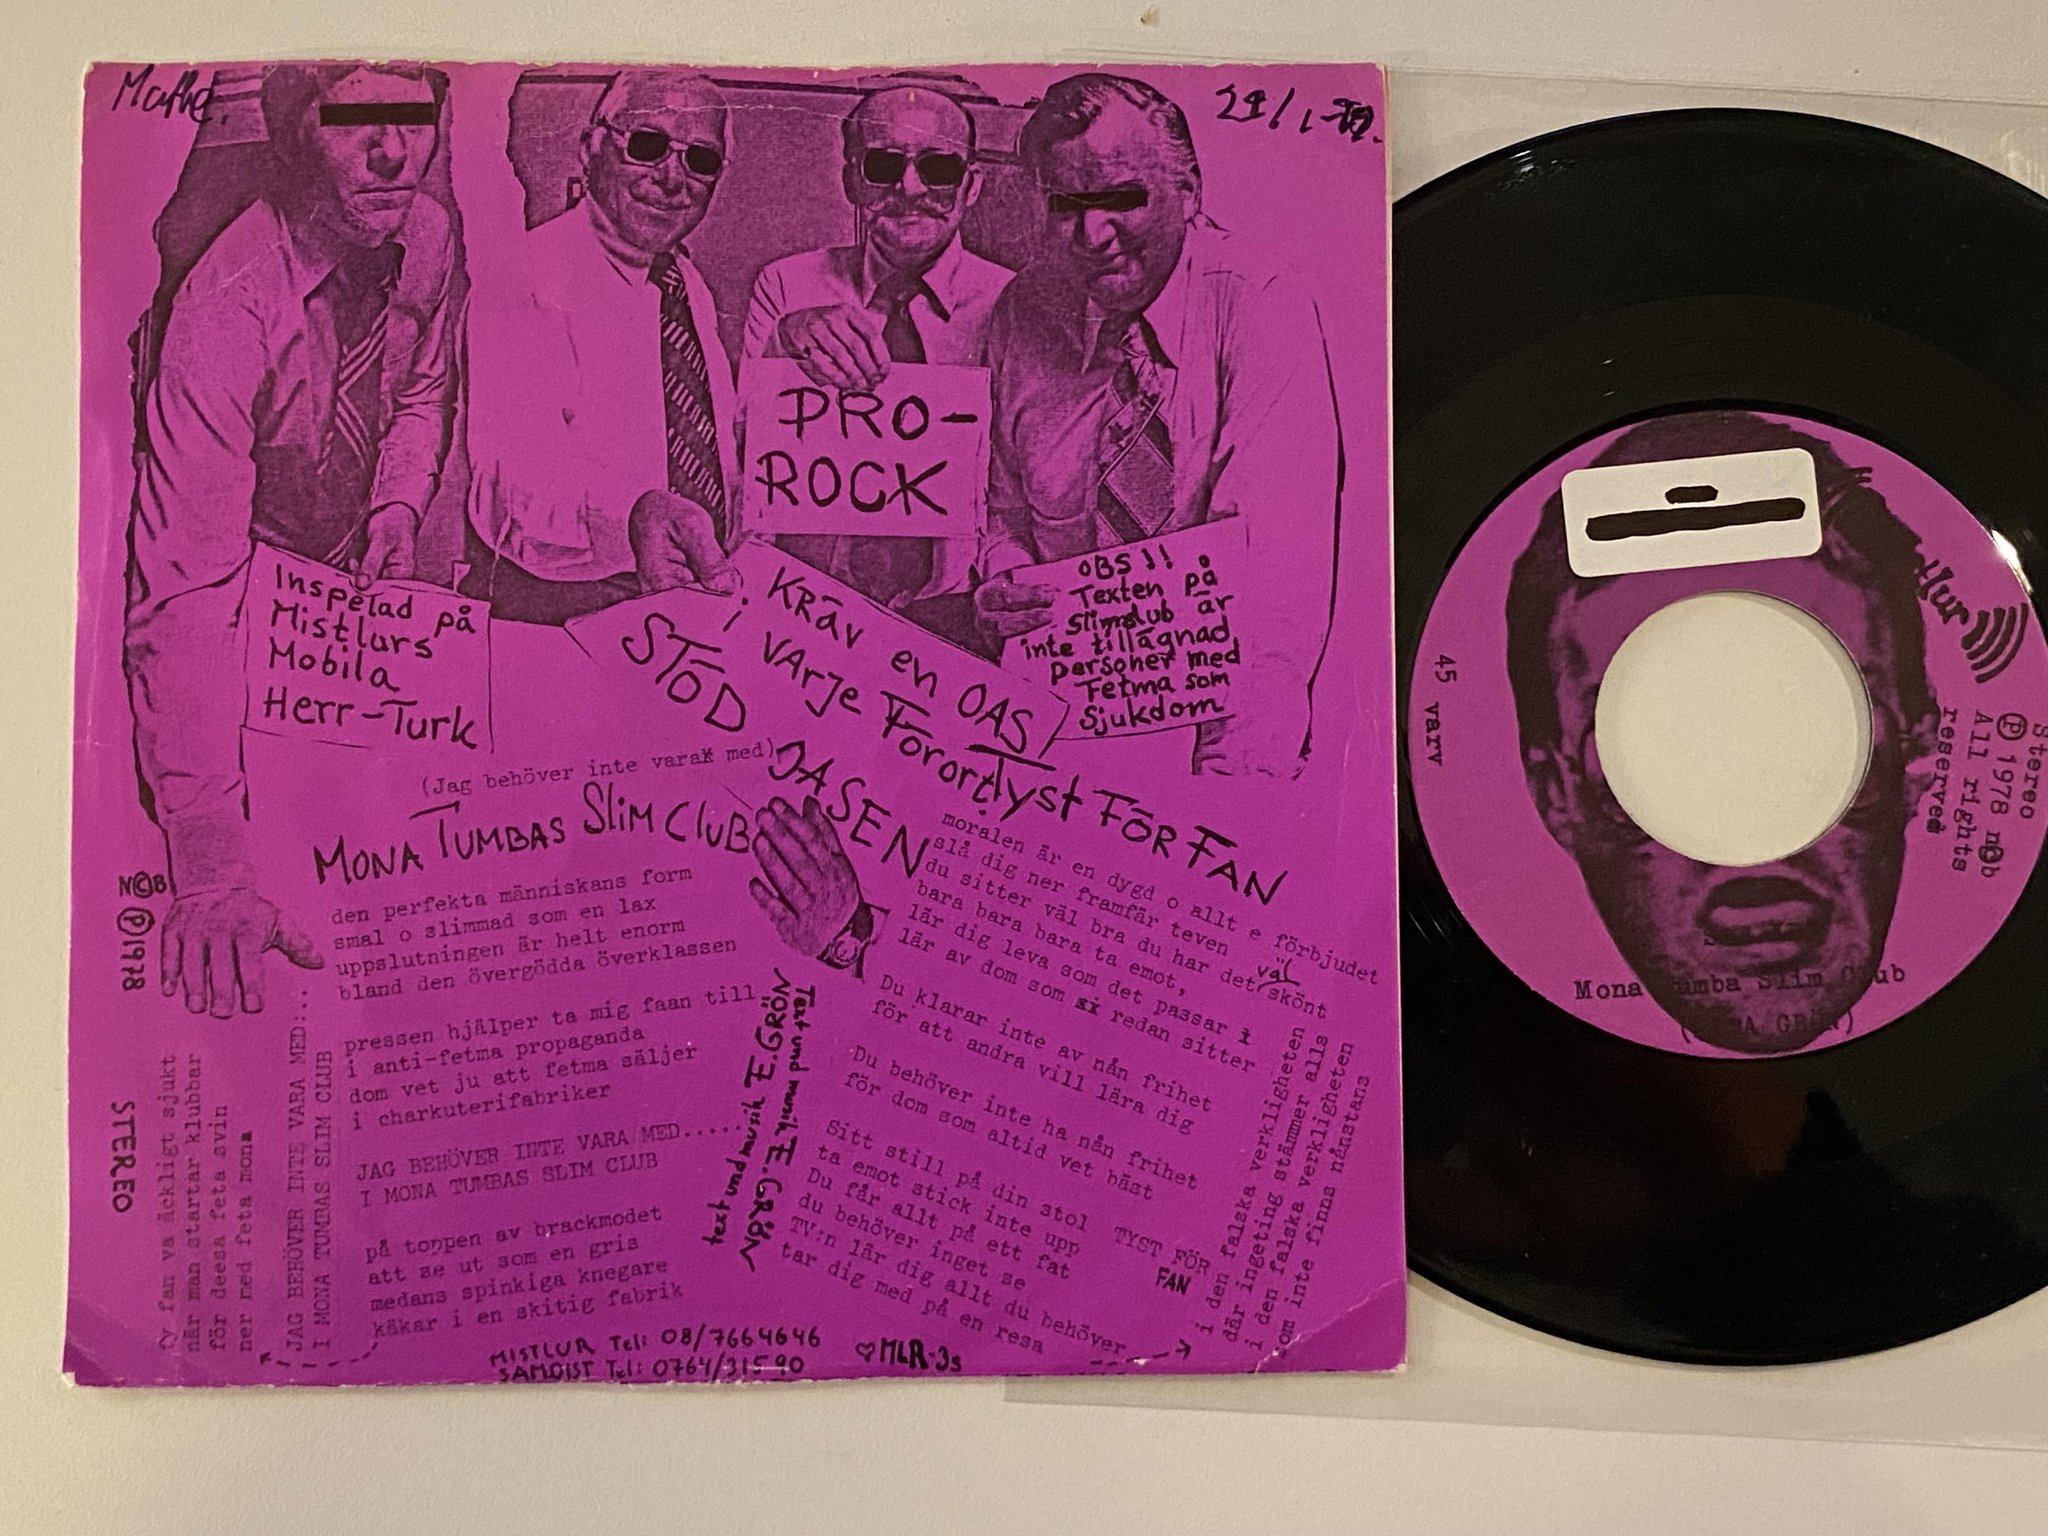 Matte.
PRO-
ROCK
Inspelad på
Mistlurs
Mobila
Herr-Turk
STÖD
OASEN
KRÄV en OAS
i VArje Förort!
OBS!!
Texten på
Slimclub är
inte tillägnad
personer med
Fetma som
Sjukdom
(Jag behöver inte vara med)
MONA TUMBAS SLIM CLUB
den perfekta människans form
smal o slimmad som en lax
uppslutningen är helt enorm
bland den övergödda överklassen
pressen hjälper ta mig faan till
i anti-fetma propaganda
dom vet ju att fetma säljer
i charkuterifabriker
JAG BEHÖVER INTE VARA MED.....
I MONA TUMBAS SLIM CLUB
på toppen av brackmodet
att se ut som en gris
medans spinkiga knegare
käkar i en skitig fabrik
fy fan va äckligt sjukt
när man startar klubbar
för deesa feta svin
ner med feta mona
JAG BEHÖVER INTE VARA MED:...
I MONA TUMBAS SLIM CLUB
N©B
Ⓟ1978
STEREO
text und musik E.GRÖN
Text und musik E.GRÖN
tyst FÖR FAN
moralen är en dygd o allt e förbjudet
slå dig ner framfär teven
du sitter väl bra du har det väl skönt
bara bara bara ta emot,
lär dig leva som det passar
lär av dom som redan sitter
Du klarar inte av nån frihet
för att andra vill lära dig
Du behöver inte ha nån frihet
för dom som altid vet bäst
Sitt still på din stol
ta emot stick inte upp
Du får allt på ett fat
du behöver inget se
TV:n lär dig allt du behöver
tar dig med på en resa
TYST FÖR
FAN
i den falska verkligheten
där ingeting stämmer alls
i den falska verkligheten
som inte finns nånstans
MISTLUR Tel: 08/7664646
SAMDIST Tel: 0764/31590
MLR-3s
45 varv
Stereo
Ⓟ 1978 nOb
All rights
reserved
Mona Tumba Slim Club